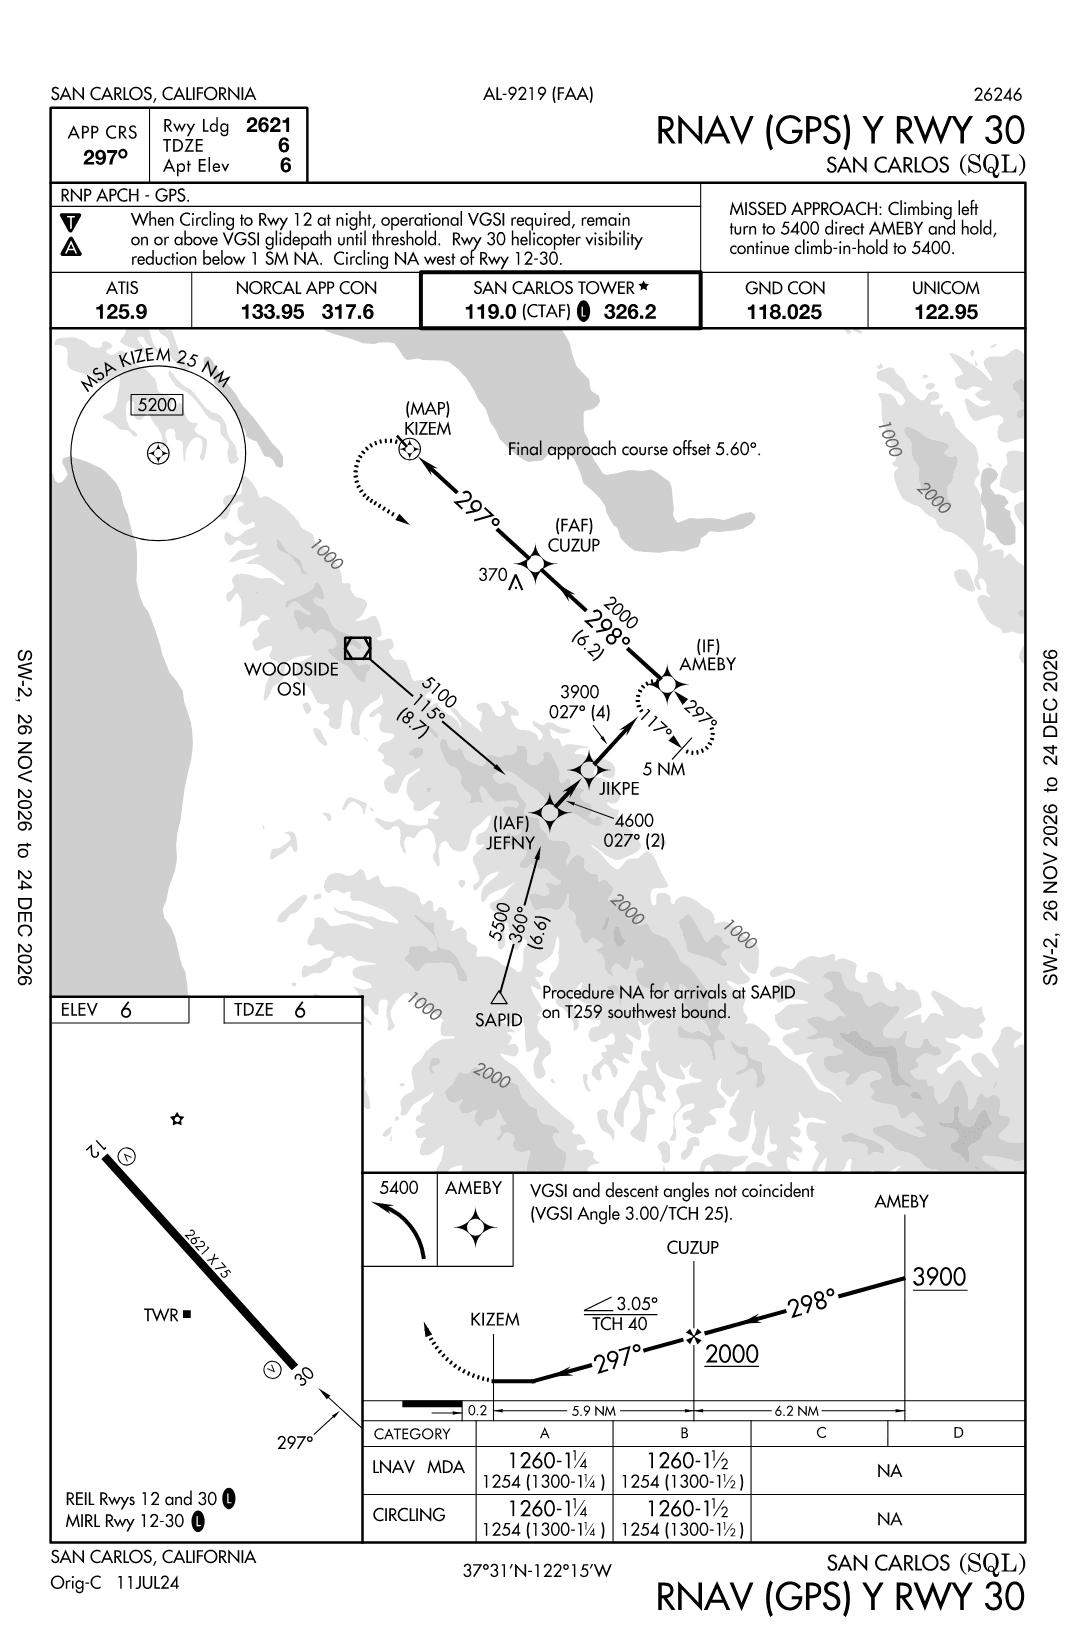 SAN CARLOS, CALIFORNIA
AL-9219 (FAA)
26246
APP CRS
297°
Rwy Ldg 2621
TDZE 6
Apt Elev 6
RNAV (GPS) Y RWY 30
SAN CARLOS (SQL)
RNP APCH - GPS.
T
A
When Circling to Rwy 12 at night, operational VGSI required, remain
on or above VGSI glidepath until threshold. Rwy 30 helicopter visibility
reduction below 1 SM NA. Circling NA west of Rwy 12-30.
MISSED APPROACH: Climbing left
turn to 5400 direct AMEBY and hold,
continue climb-in-hold to 5400.
ATIS
125.9
NORCAL APP CON
133.95 317.6
SAN CARLOS TOWER ★
119.0 (CTAF) L 326.2
GND CON
118.025
UNICOM
122.95
MSA KIZEM 25 NM
5200
(MAP)
KIZEM
Final approach course offset 5.60°.
1000
2000
297°
(FAF)
CUZUP
370
1000
2000
298°
(6.2)
(IF)
AMEBY
WOODSIDE
OSI
5100
115°
(8.7)
3900
027° (4)
297°
117°
5 NM
JIKPE
(IAF)
JEFNY
4600
027° (2)
2000
1000
5500
360°
(6.6)
1000
SAPID
Procedure NA for arrivals at SAPID
on T259 southwest bound.
2000
SW-2, 26 NOV 2026 to 24 DEC 2026
SW-2, 26 NOV 2026 to 24 DEC 2026
ELEV 6
TDZE 6
12
V
2621 X 75
TWR
V
30
297°
REIL Rwys 12 and 30 L
MIRL Rwy 12-30 L
5400
AMEBY
VGSI and descent angles not coincident
(VGSI Angle 3.00/TCH 25).
AMEBY
CUZUP
3900
298°
3.05°
TCH 40
KIZEM
297°
2000
0.2
5.9 NM
6.2 NM
CATEGORY A B C D
LNAV MDA
1260-1¼
1254 (1300-1¼)
1260-1½
1254 (1300-1½)
NA
CIRCLING
1260-1¼
1254 (1300-1¼)
1260-1½
1254 (1300-1½)
NA
SAN CARLOS, CALIFORNIA
Orig-C 11JUL24
37°31'N-122°15'W
SAN CARLOS (SQL)
RNAV (GPS) Y RWY 30